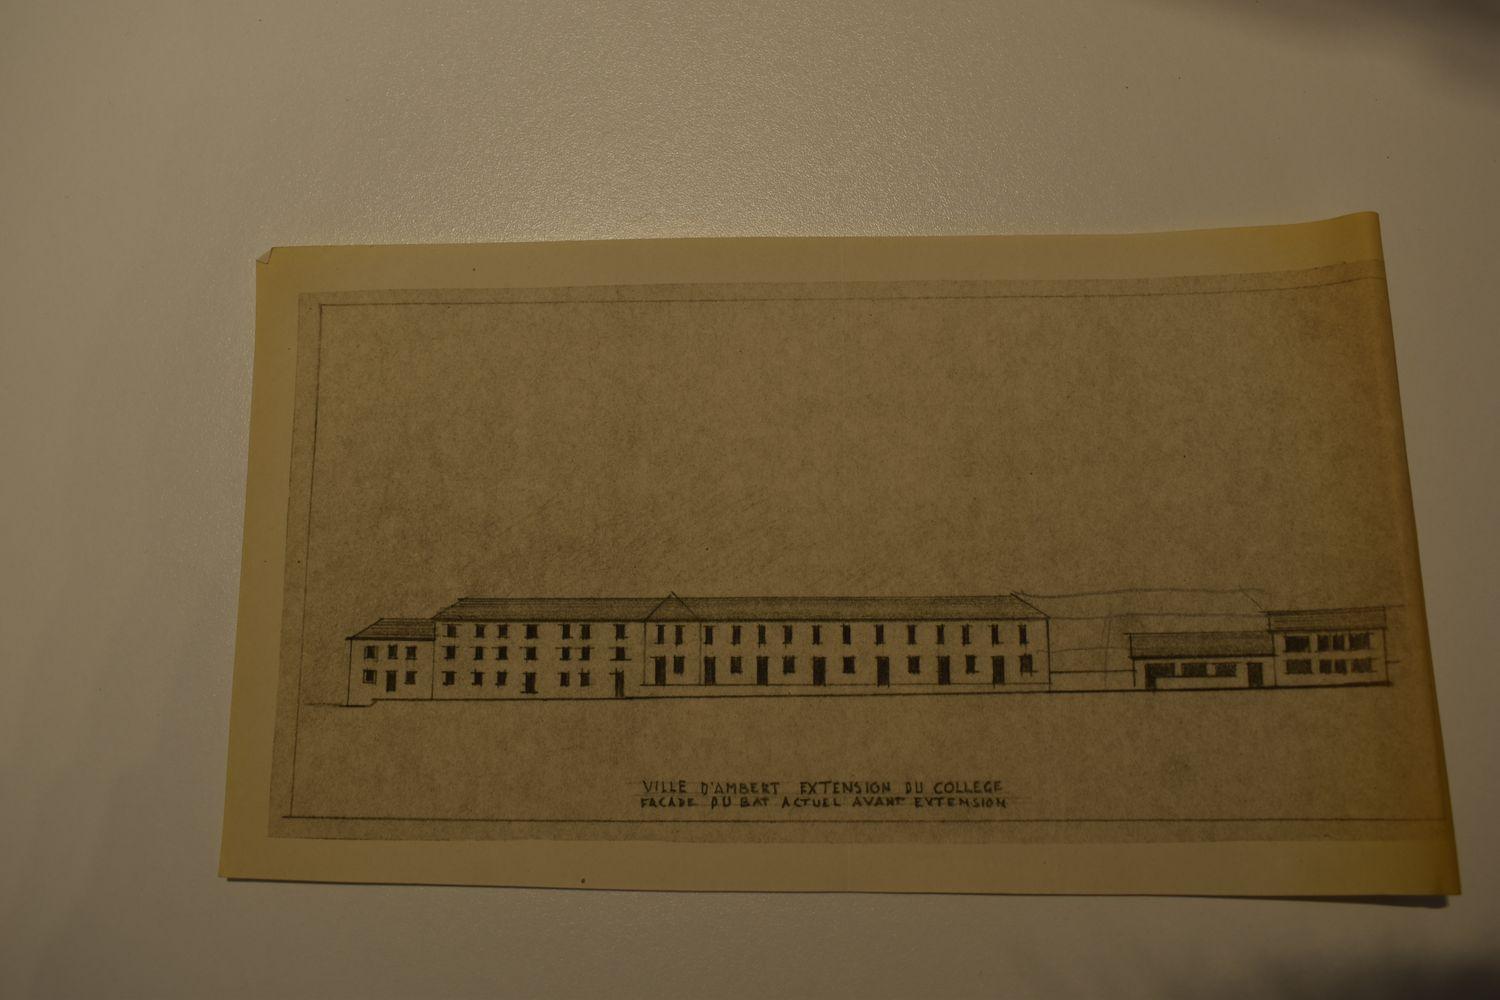 VILLE D'AMBERT EXTENSION DU COLLEGE
FACADE DU BAT ACTUEL AVANT EXTENSION